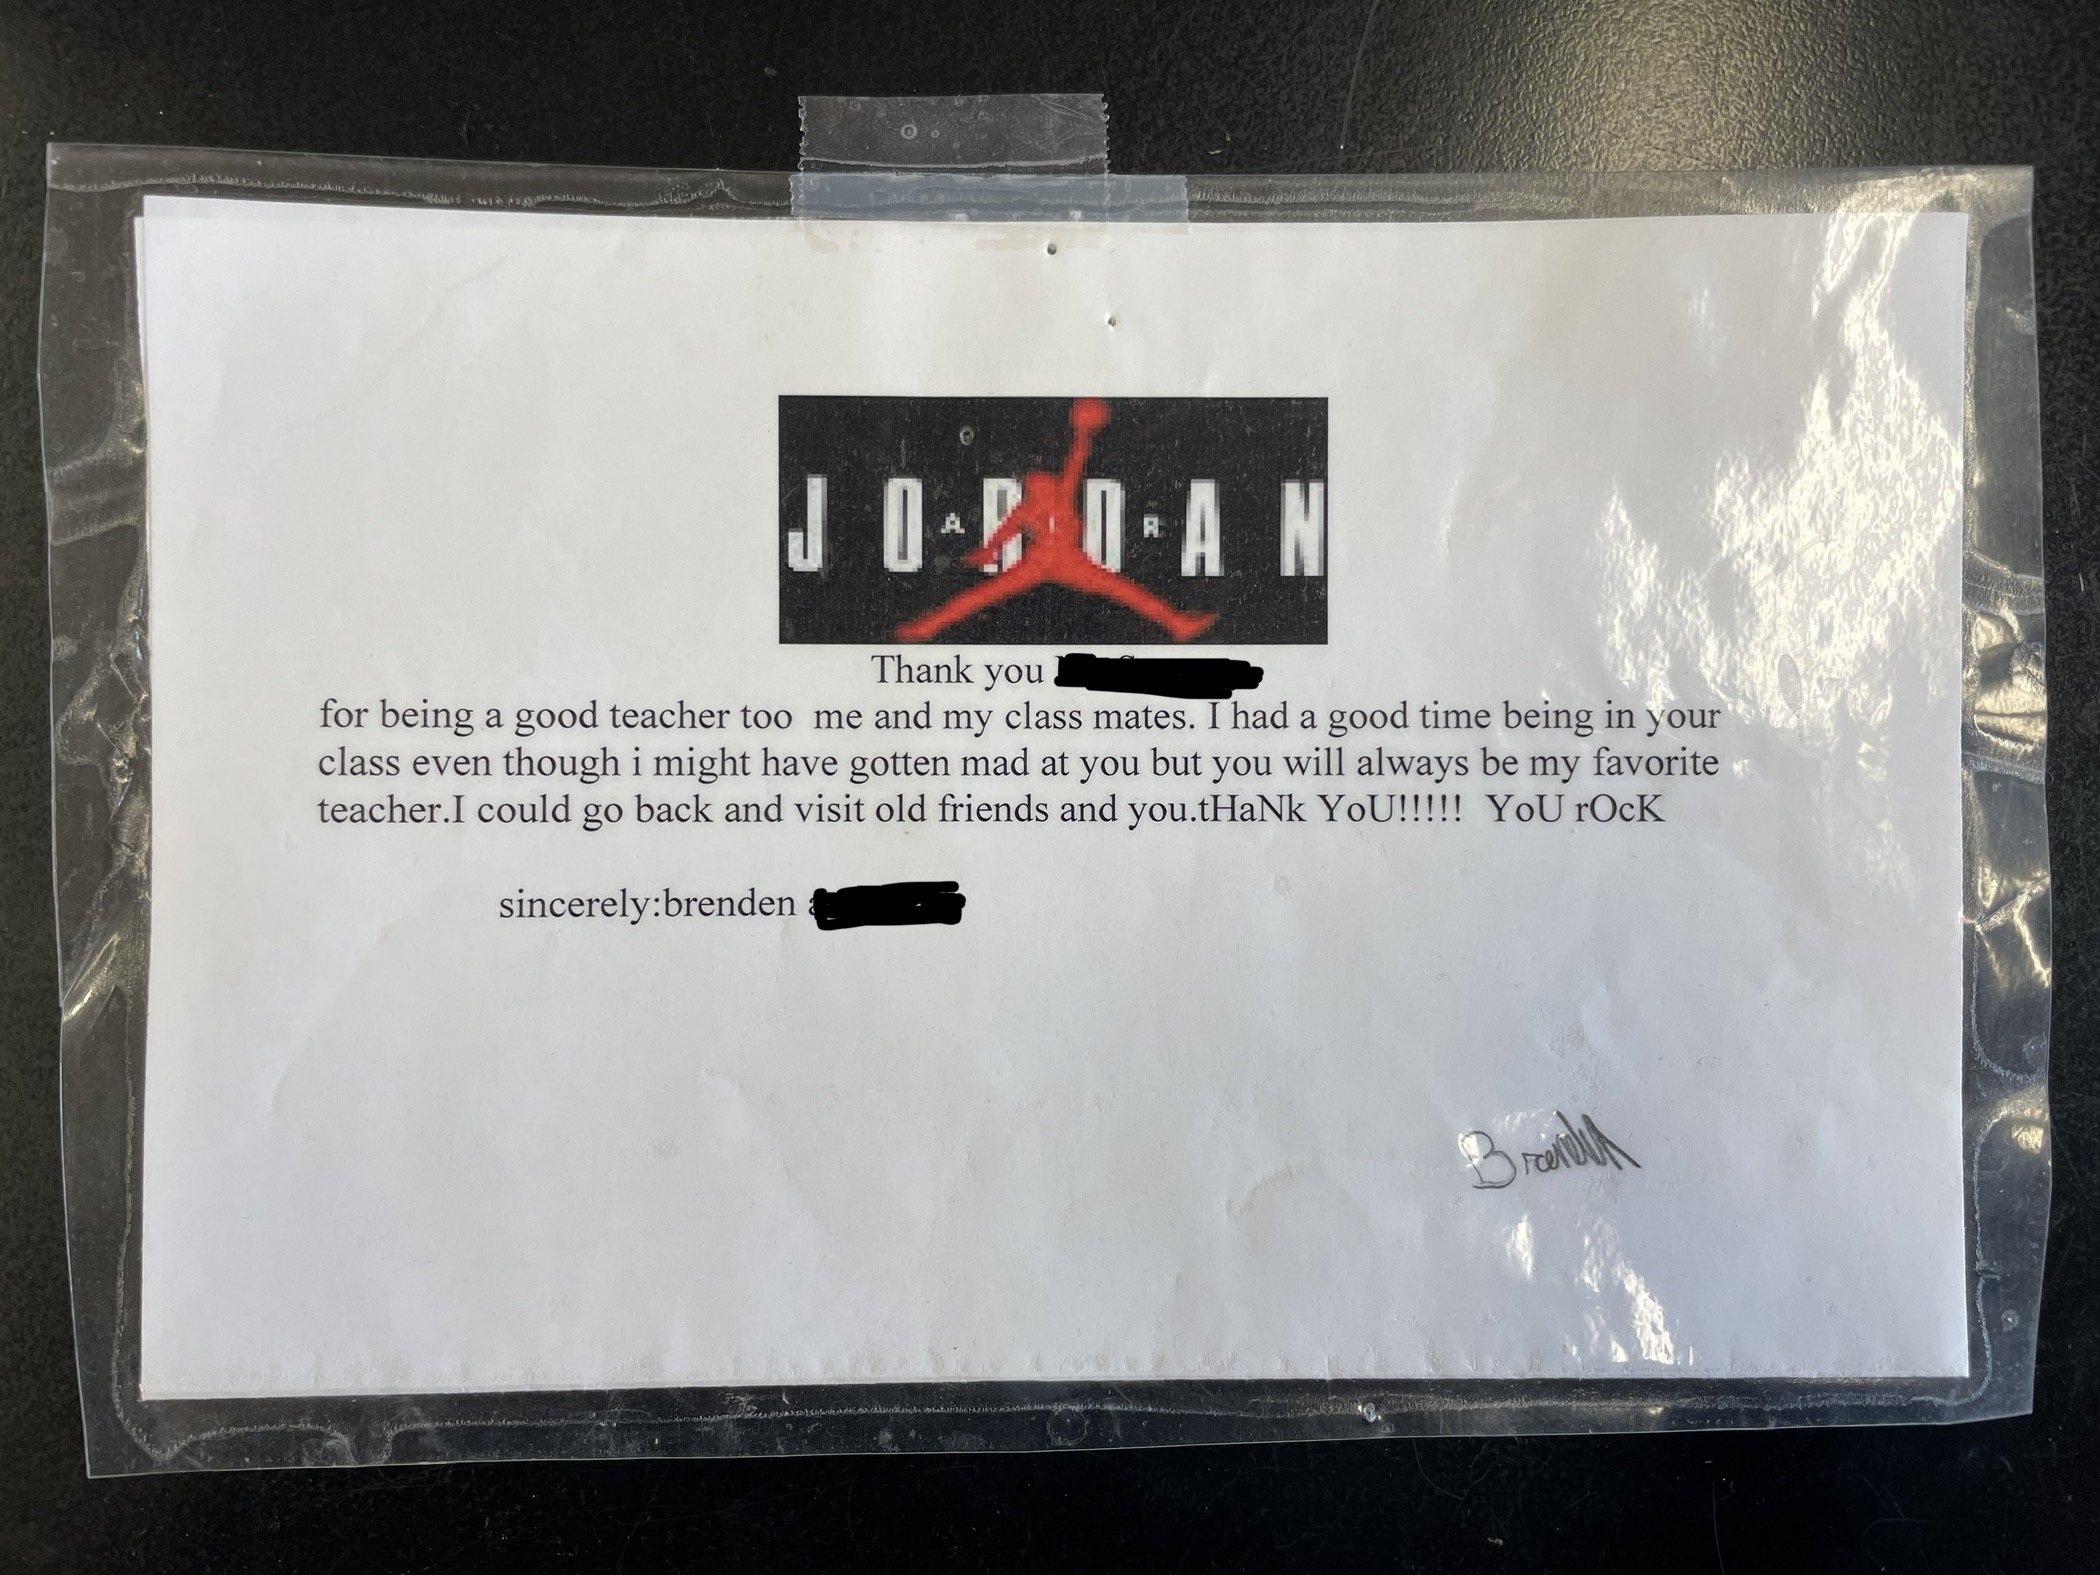 JORDAN
AIR
Thank you
for being a good teacher too  me and my class mates. I had a good time being in your
class even though i might have gotten mad at you but you will always be my favorite
teacher.I could go back and visit old friends and you.tHaNk YoU!!!!!  YoU rOcK
sincerely:brenden
Brenden